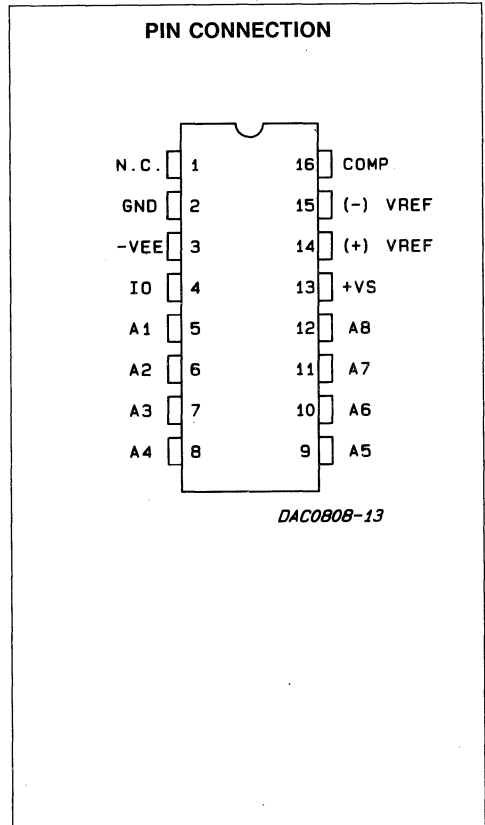 PIN CONNECTION
N.C. 1 16 COMP
GND 2 15 (-) VREF
-VEE 3 14 (+) VREF
IO 4 13 +VS
A1 5 12 A8
A2 6 11 A7
A3 7 10 A6
A4 8 9 A5
DAC0808-13